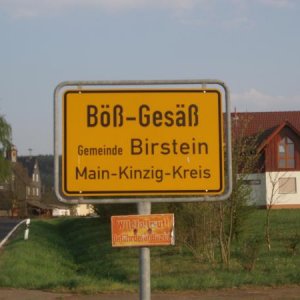 Böß-Gesäß
Gemeinde Birstein
Main-Kinzig-Kreis